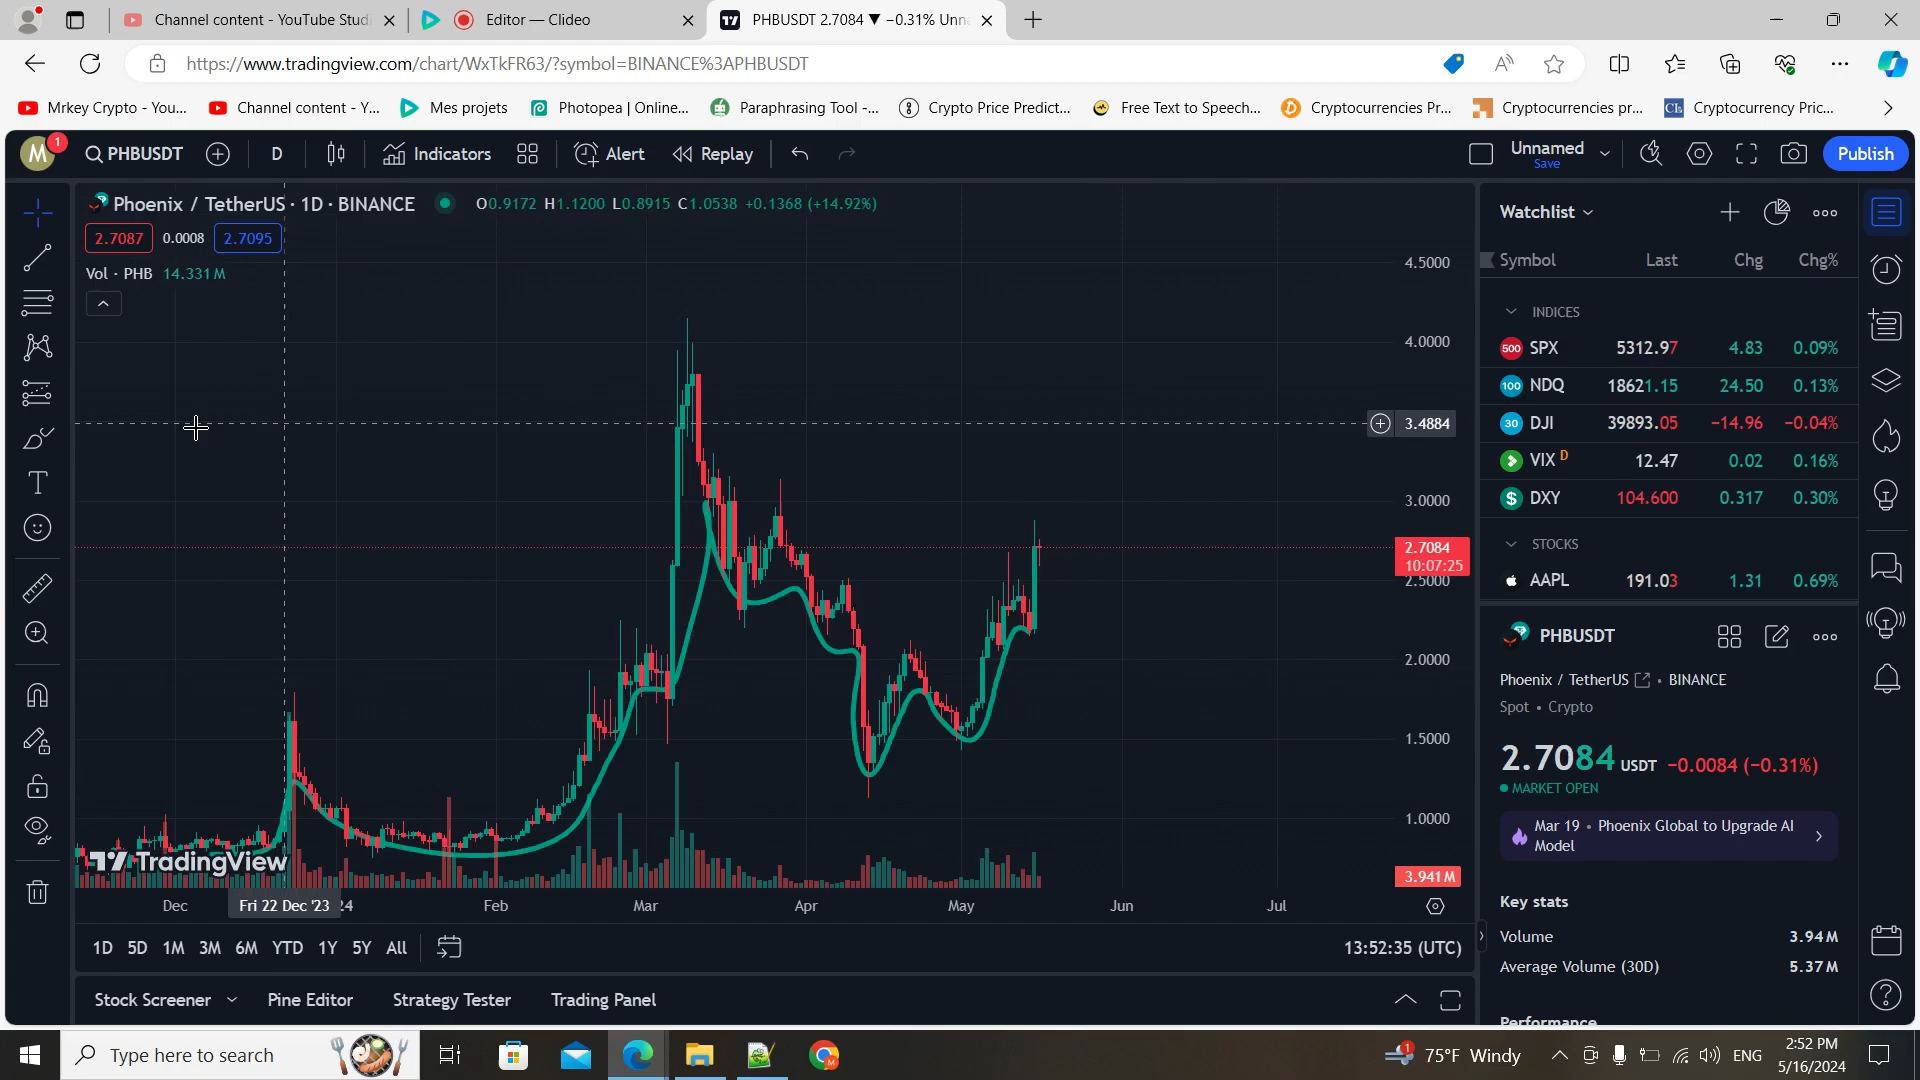 Channel content - YouTube Studi
Editor — Clideo
PHBUSDT 2.7084 ▼ −0.31% Unna
https://www.tradingview.com/chart/WxTkFR63/?symbol=BINANCE%3APHBUSDT
Mrkey Crypto - You...
Channel content - Y...
Mes projets
Photopea | Online...
Paraphrasing Tool -...
Crypto Price Predict...
Free Text to Speech...
Cryptocurrencies Pr...
Cryptocurrencies pr...
Cryptocurrency Pric...
M 1
PHBUSDT
D
Indicators
Alert
Replay
Unnamed
Save
Publish
Phoenix / TetherUS · 1D · BINANCE
O0.9172 H1.1200 L0.8915 C1.0538 +0.1368 (+14.92%)
2.7087 0.0008 2.7095
Vol · PHB 14.331 M
4.5000
4.0000
3.4884
3.0000
2.7084
10:07:25
2.5000
2.0000
1.5000
1.0000
3.941 M
TradingView
Dec
Fri 22 Dec '23
24
Feb
Mar
Apr
May
Jun
Jul
1D 5D 1M 3M 6M YTD 1Y 5Y All
13:52:35 (UTC)
Stock Screener
Pine Editor
Strategy Tester
Trading Panel
Watchlist
Symbol Last Chg Chg%
INDICES
500 SPX 5312.97 4.83 0.09%
100 NDQ 18621.15 24.50 0.13%
30 DJI 39893.05 −14.96 −0.04%
VIX D 12.47 0.02 0.16%
$ DXY 104.600 0.317 0.30%
STOCKS
AAPL 191.03 1.31 0.69%
PHBUSDT
Phoenix / TetherUS • BINANCE
Spot • Crypto
2.7084 USDT −0.0084 (−0.31%)
MARKET OPEN
Mar 19 • Phoenix Global to Upgrade AI
Model
Key stats
Volume 3.94 M
Average Volume (30D) 5.37 M
Performance
Type here to search
1
75°F Windy
ENG
2:52 PM
5/16/2024